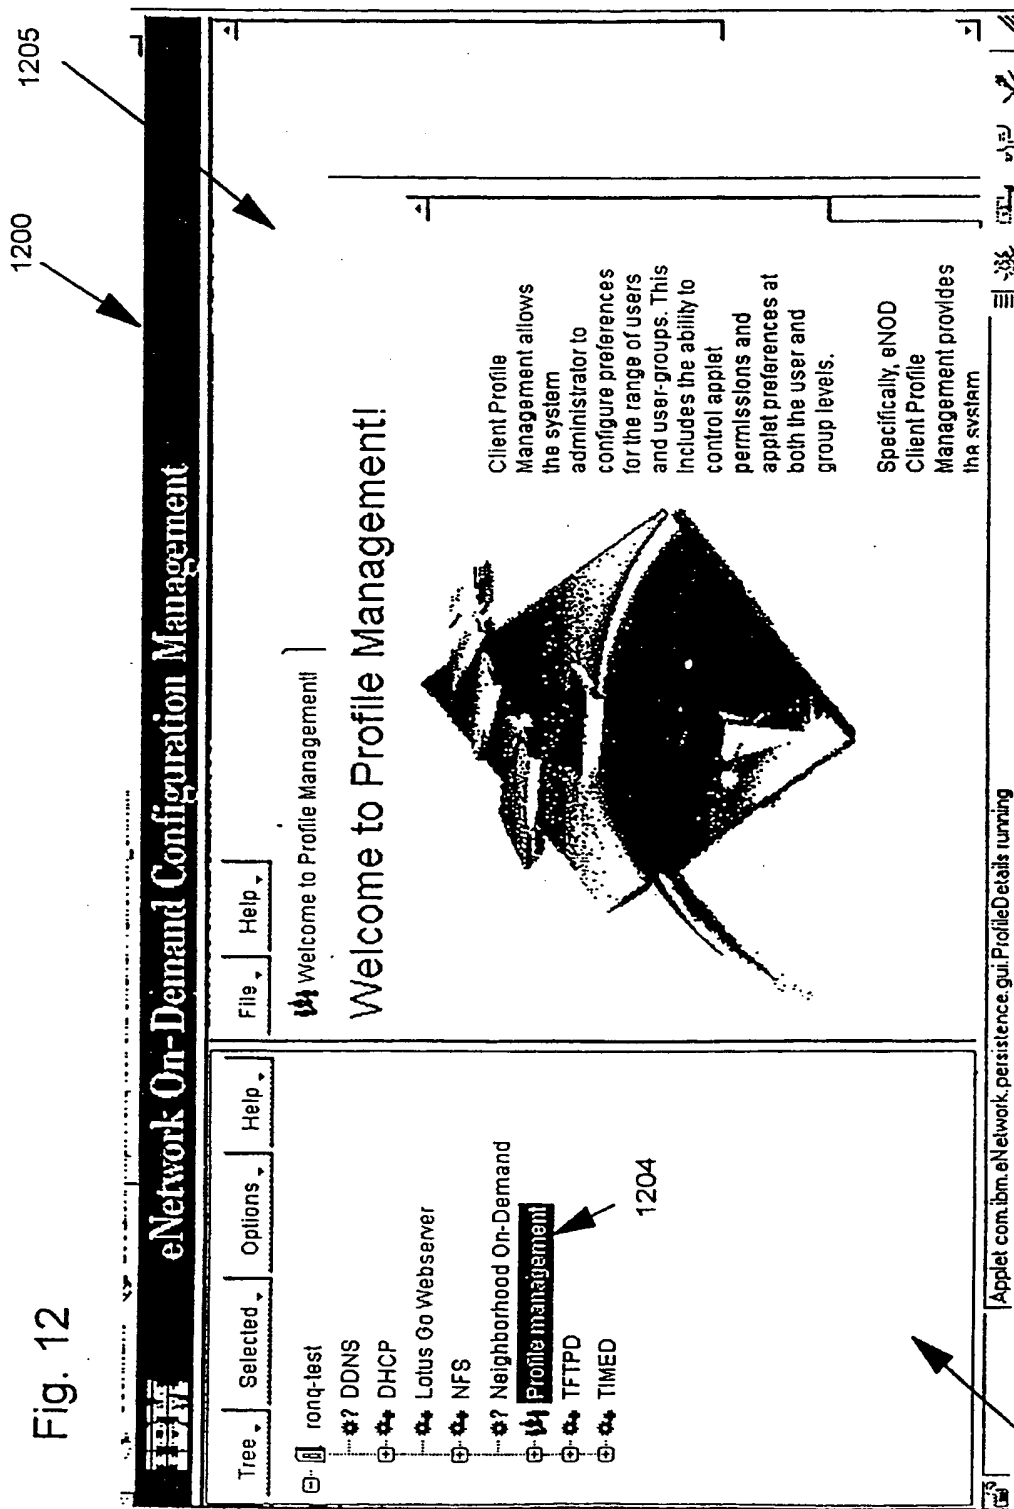 Fig. 12
1200
1205
IBM
eNetwork On-Demand Configuration Management
Tree
Selected
Options
Help
ronq-test
? DDNS
DHCP
Lotus Go Webserver
NFS
? Neighborhood On-Demand
Profile management
TFTPD
TIMED
1204
File
Help
Welcome to Profile Management!
Welcome to Profile Management!
Client Profile
Management allows
the system
administrator to
configure preferences
for the range of users
and user-groups. This
includes the ability to
control applet
permissions and
applet preferences at
both the user and
group levels.
Specifically, eNOD
Client Profile
Management provides
the system
Applet com.ibm.eNetwork.persistence.gui.ProfileDetails running